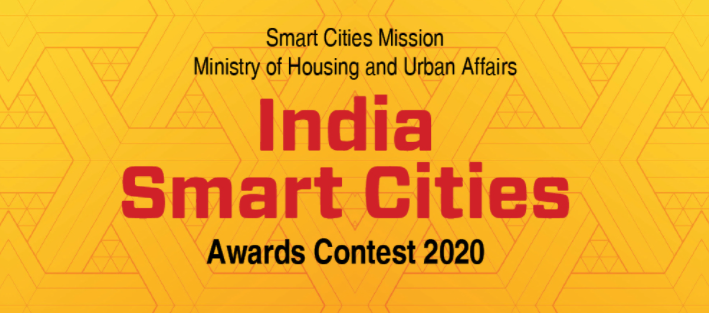 Smart Cities Mission
Ministry of Housing and Urban Affairs
India
Smart Cities
Awards Contest 2020